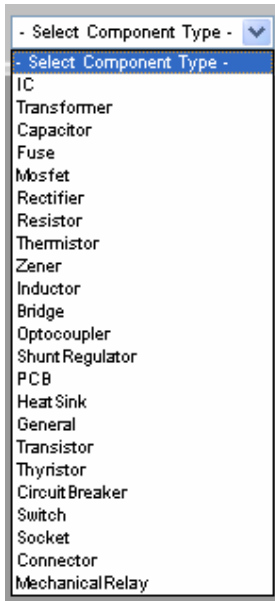 - Select Component Type -
- Select Component Type -
IC
Transformer
Capacitor
Fuse
Mosfet
Rectifier
Resistor
Thermistor
Zener
Inductor
Bridge
Optocoupler
Shunt Regulator
PCB
Heat Sink
General
Transistor
Thyristor
Circuit Breaker
Switch
Socket
Connector
Mechanical Relay